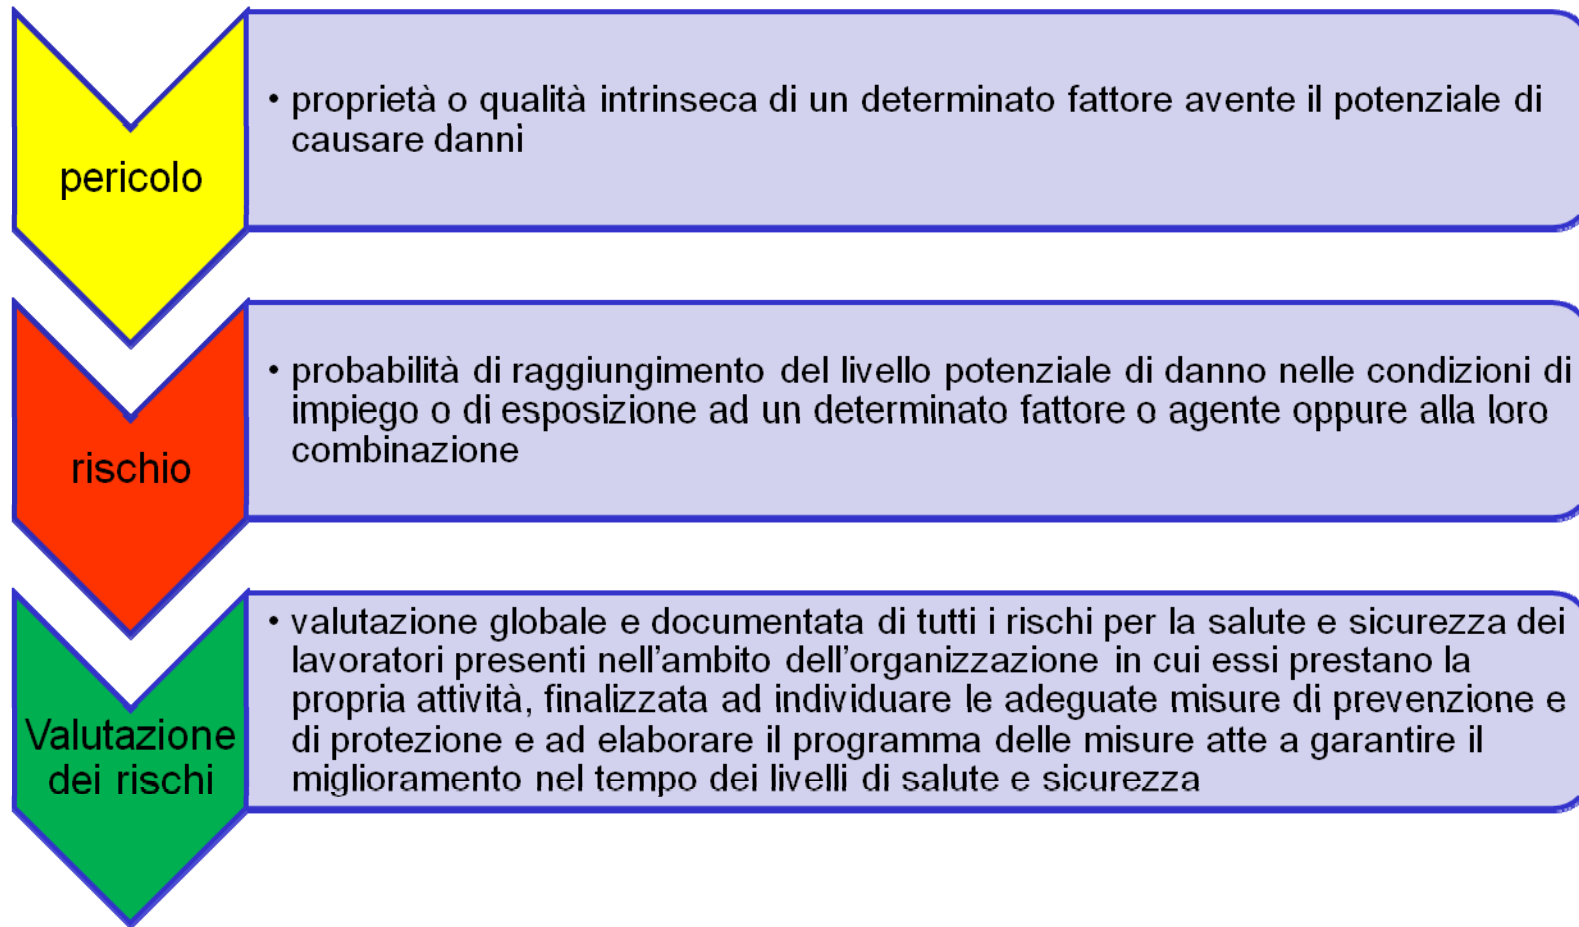 pericolo
• proprietà o qualità intrinseca di un determinato fattore avente il potenziale di
causare danni
rischio
• probabilità di raggiungimento del livello potenziale di danno nelle condizioni di
impiego o di esposizione ad un determinato fattore o agente oppure alla loro
combinazione
Valutazione
dei rischi
• valutazione globale e documentata di tutti i rischi per la salute e sicurezza dei
lavoratori presenti nell’ambito dell’organizzazione in cui essi prestano la
propria attività, finalizzata ad individuare le adeguate misure di prevenzione e
di protezione e ad elaborare il programma delle misure atte a garantire il
miglioramento nel tempo dei livelli di salute e sicurezza